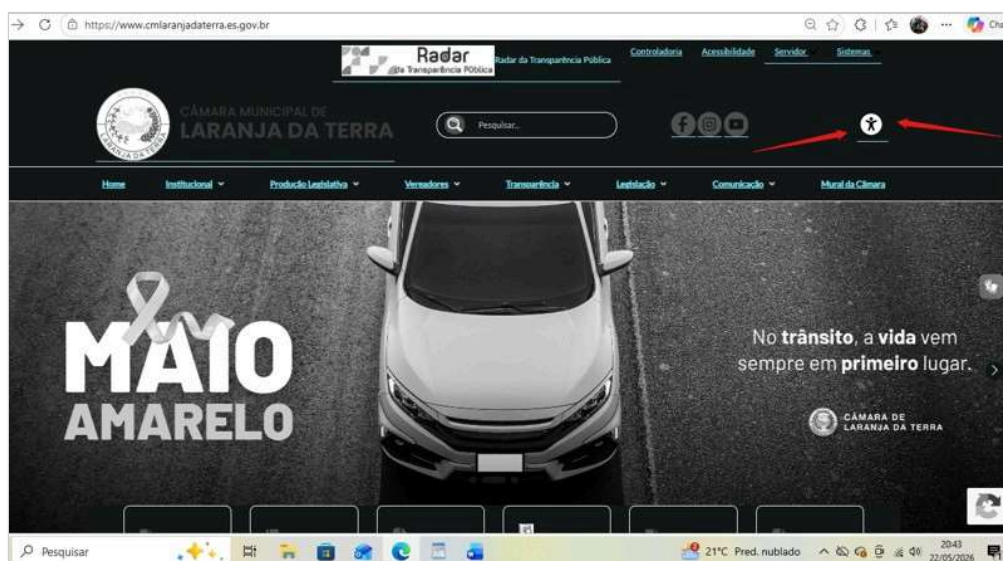 https://www.cmlaranjadaterra.es.gov.br
Radar
da Transparência Pública
Radar da Transparência Pública
Controladoria
Acessibilidade
Servidor
Sistemas
CÂMARA MUNICIPAL DE
LARANJA DA TERRA
Pesquisar...
Home
Institucional
Produção Legislativa
Vereadores
Transparência
Legislação
Comunicação
Mural da Câmara
MAIO
AMARELO
No trânsito, a vida vem
sempre em primeiro lugar.
CÂMARA DE
LARANJA DA TERRA
Pesquisar
21°C Pred. nublado
20:43
22/05/2026